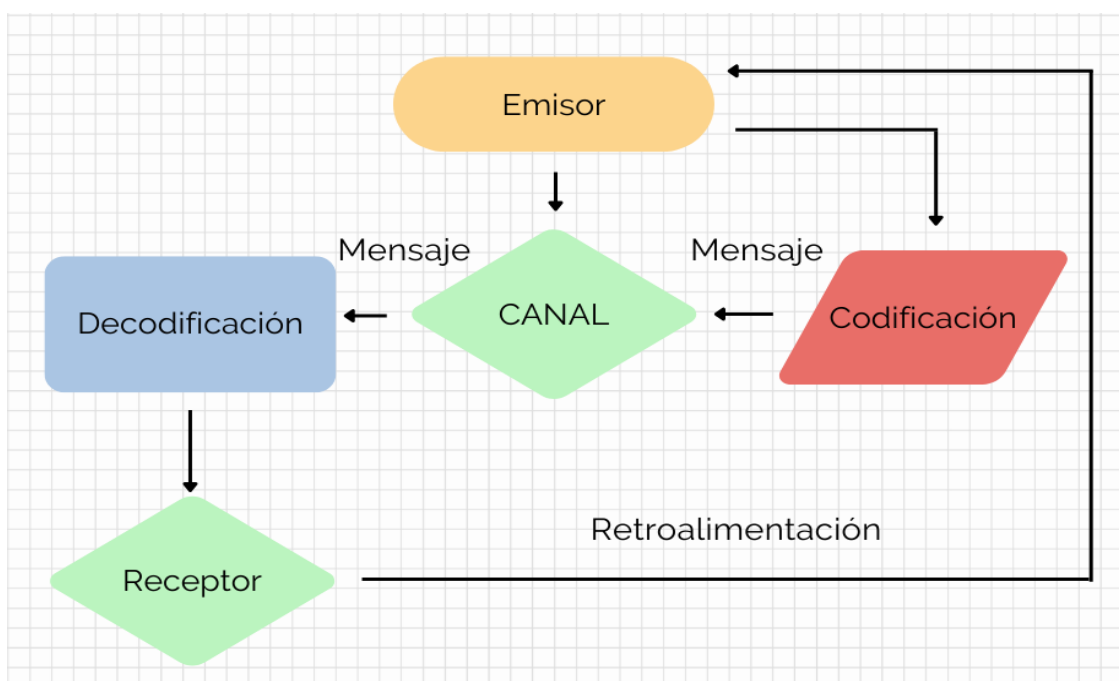 Emisor
Mensaje
Mensaje
Decodificación
CANAL
Codificación
Retroalimentación
Receptor